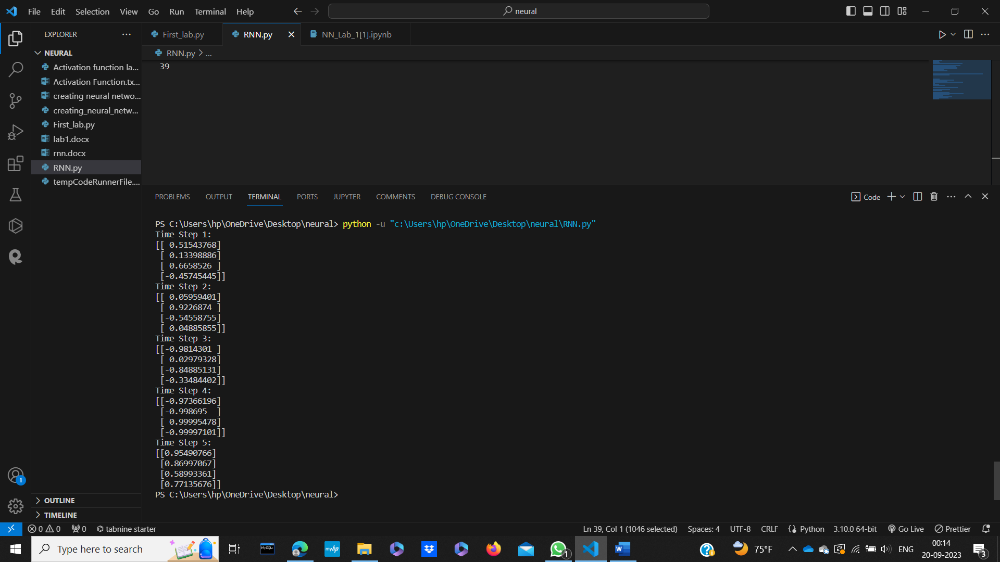 File Edit Selection View Go Run Terminal Help
neural
EXPLORER
First_lab.py
RNN.py
NN_Lab_1[1].ipynb
NEURAL
RNN.py > ...
Activation function la...
39
Activation Function.tx...
creating neural netwo...
creating_neural_netw...
First_lab.py
lab1.docx
rnn.docx
RNN.py
tempCodeRunnerFile....
PROBLEMS OUTPUT TERMINAL PORTS JUPYTER COMMENTS DEBUG CONSOLE
Code
PS C:\Users\hp\OneDrive\Desktop\neural> python -u "c:\Users\hp\OneDrive\Desktop\neural\RNN.py"
Time Step 1:
[[ 0.51543768]
 [ 0.13398886]
 [ 0.6658526 ]
 [-0.45745445]]
Time Step 2:
[[ 0.05959401]
 [ 0.9226874 ]
 [-0.54558755]
 [ 0.04885855]]
Time Step 3:
[[-0.9814301 ]
 [ 0.02979328]
 [-0.84885131]
 [-0.33484402]]
Time Step 4:
[[-0.97366196]
 [-0.998695  ]
 [ 0.99995478]
 [-0.99997101]]
Time Step 5:
[[0.95490766]
 [0.86997067]
 [0.58993361]
 [0.77135676]]
PS C:\Users\hp\OneDrive\Desktop\neural>
1
OUTLINE
TIMELINE
0 0 0 tabnine starter
Ln 39, Col 1 (1046 selected) Spaces: 4 UTF-8 CRLF Python 3.10.0 64-bit Go Live Prettier
Type here to search
MySQL
myhp
1
W
75°F
ENG
00:14
20-09-2023
3